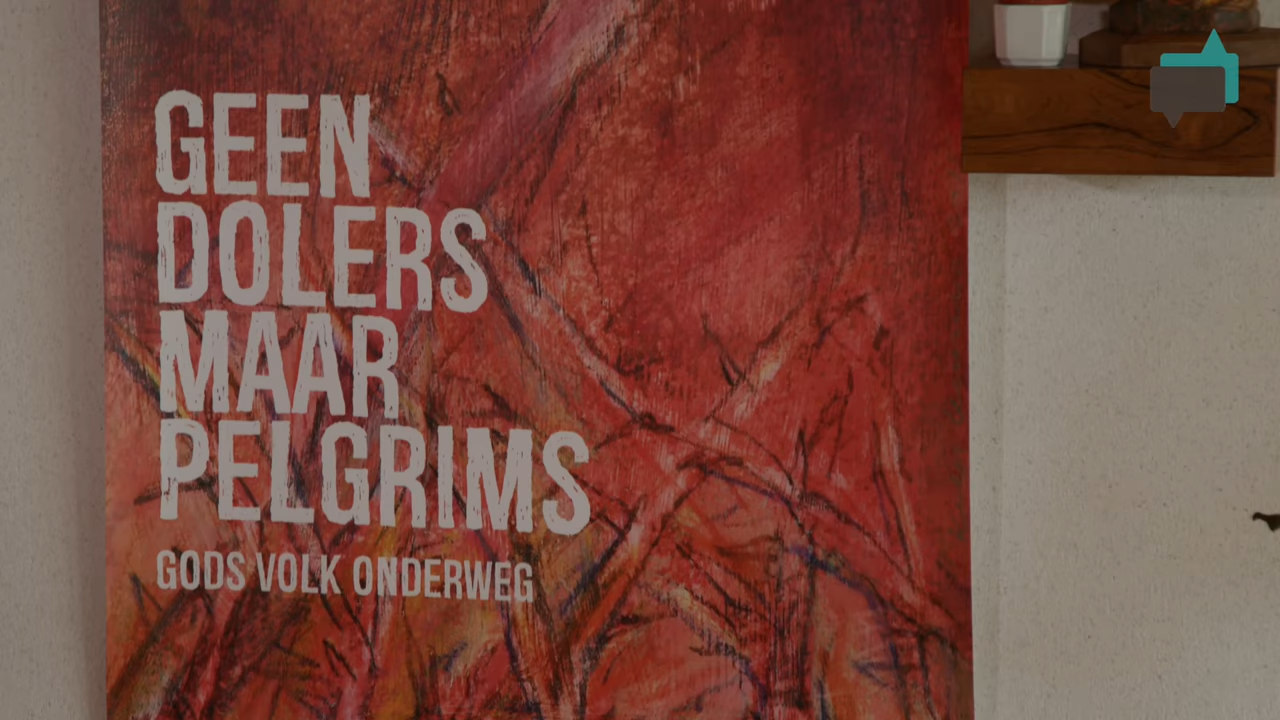 GEEN
DOLERS
MAAR
PELGRIMS
GODS VOLK ONDERWEG